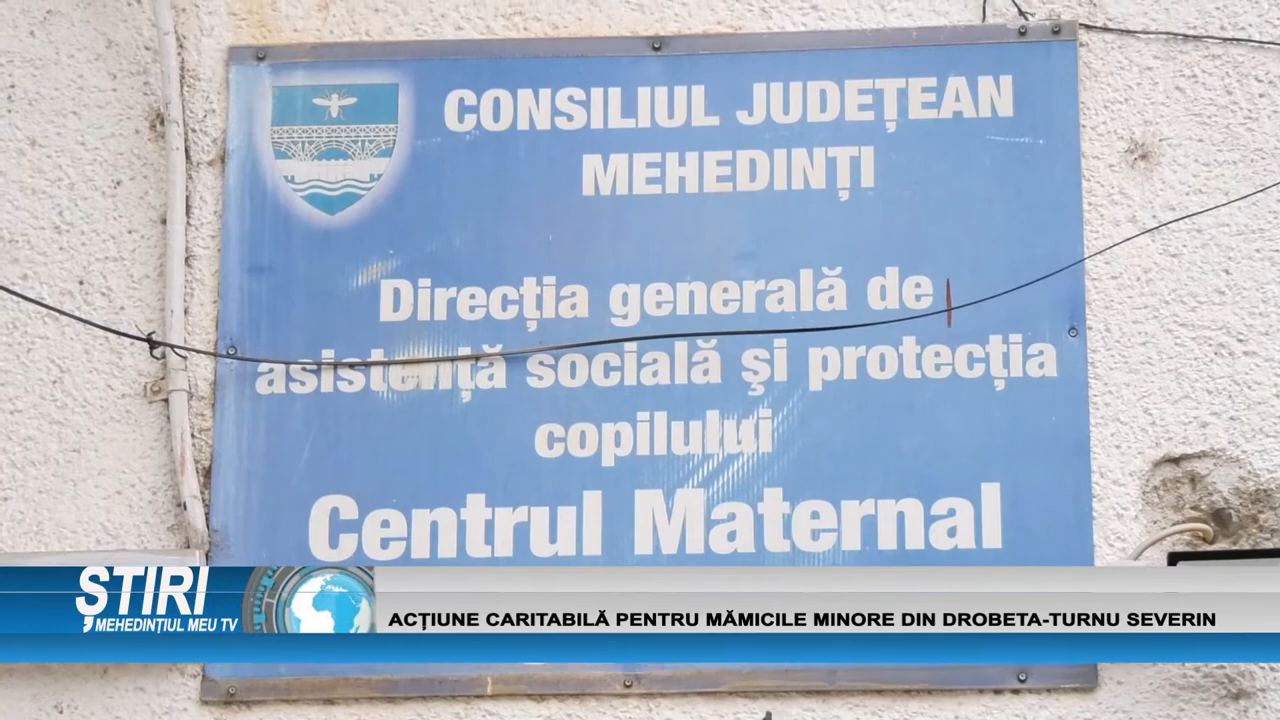 CONSILIUL JUDEȚEAN
MEHEDINȚI
Direcția generală de
asistență socială și protecția
copilului
Centrul Maternal
ȘTIRI
MEHEDINȚIUL MEU TV
ACȚIUNE CARITABILĂ PENTRU MĂMICILE MINORE DIN DROBETA-TURNU SEVERIN